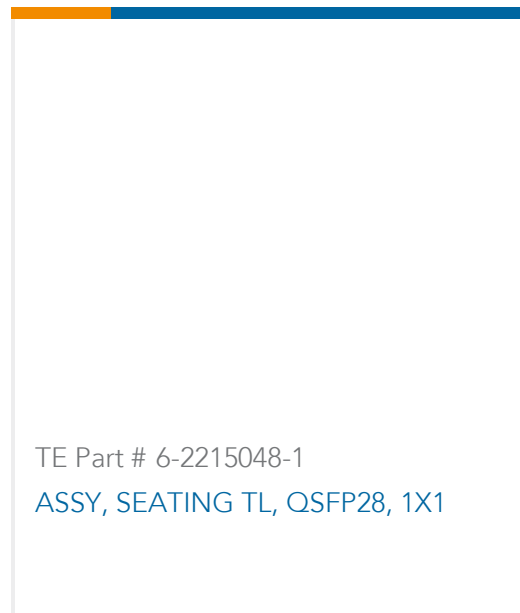 TE Part # 6-2215048-1
ASSY, SEATING TL, QSFP28, 1X1